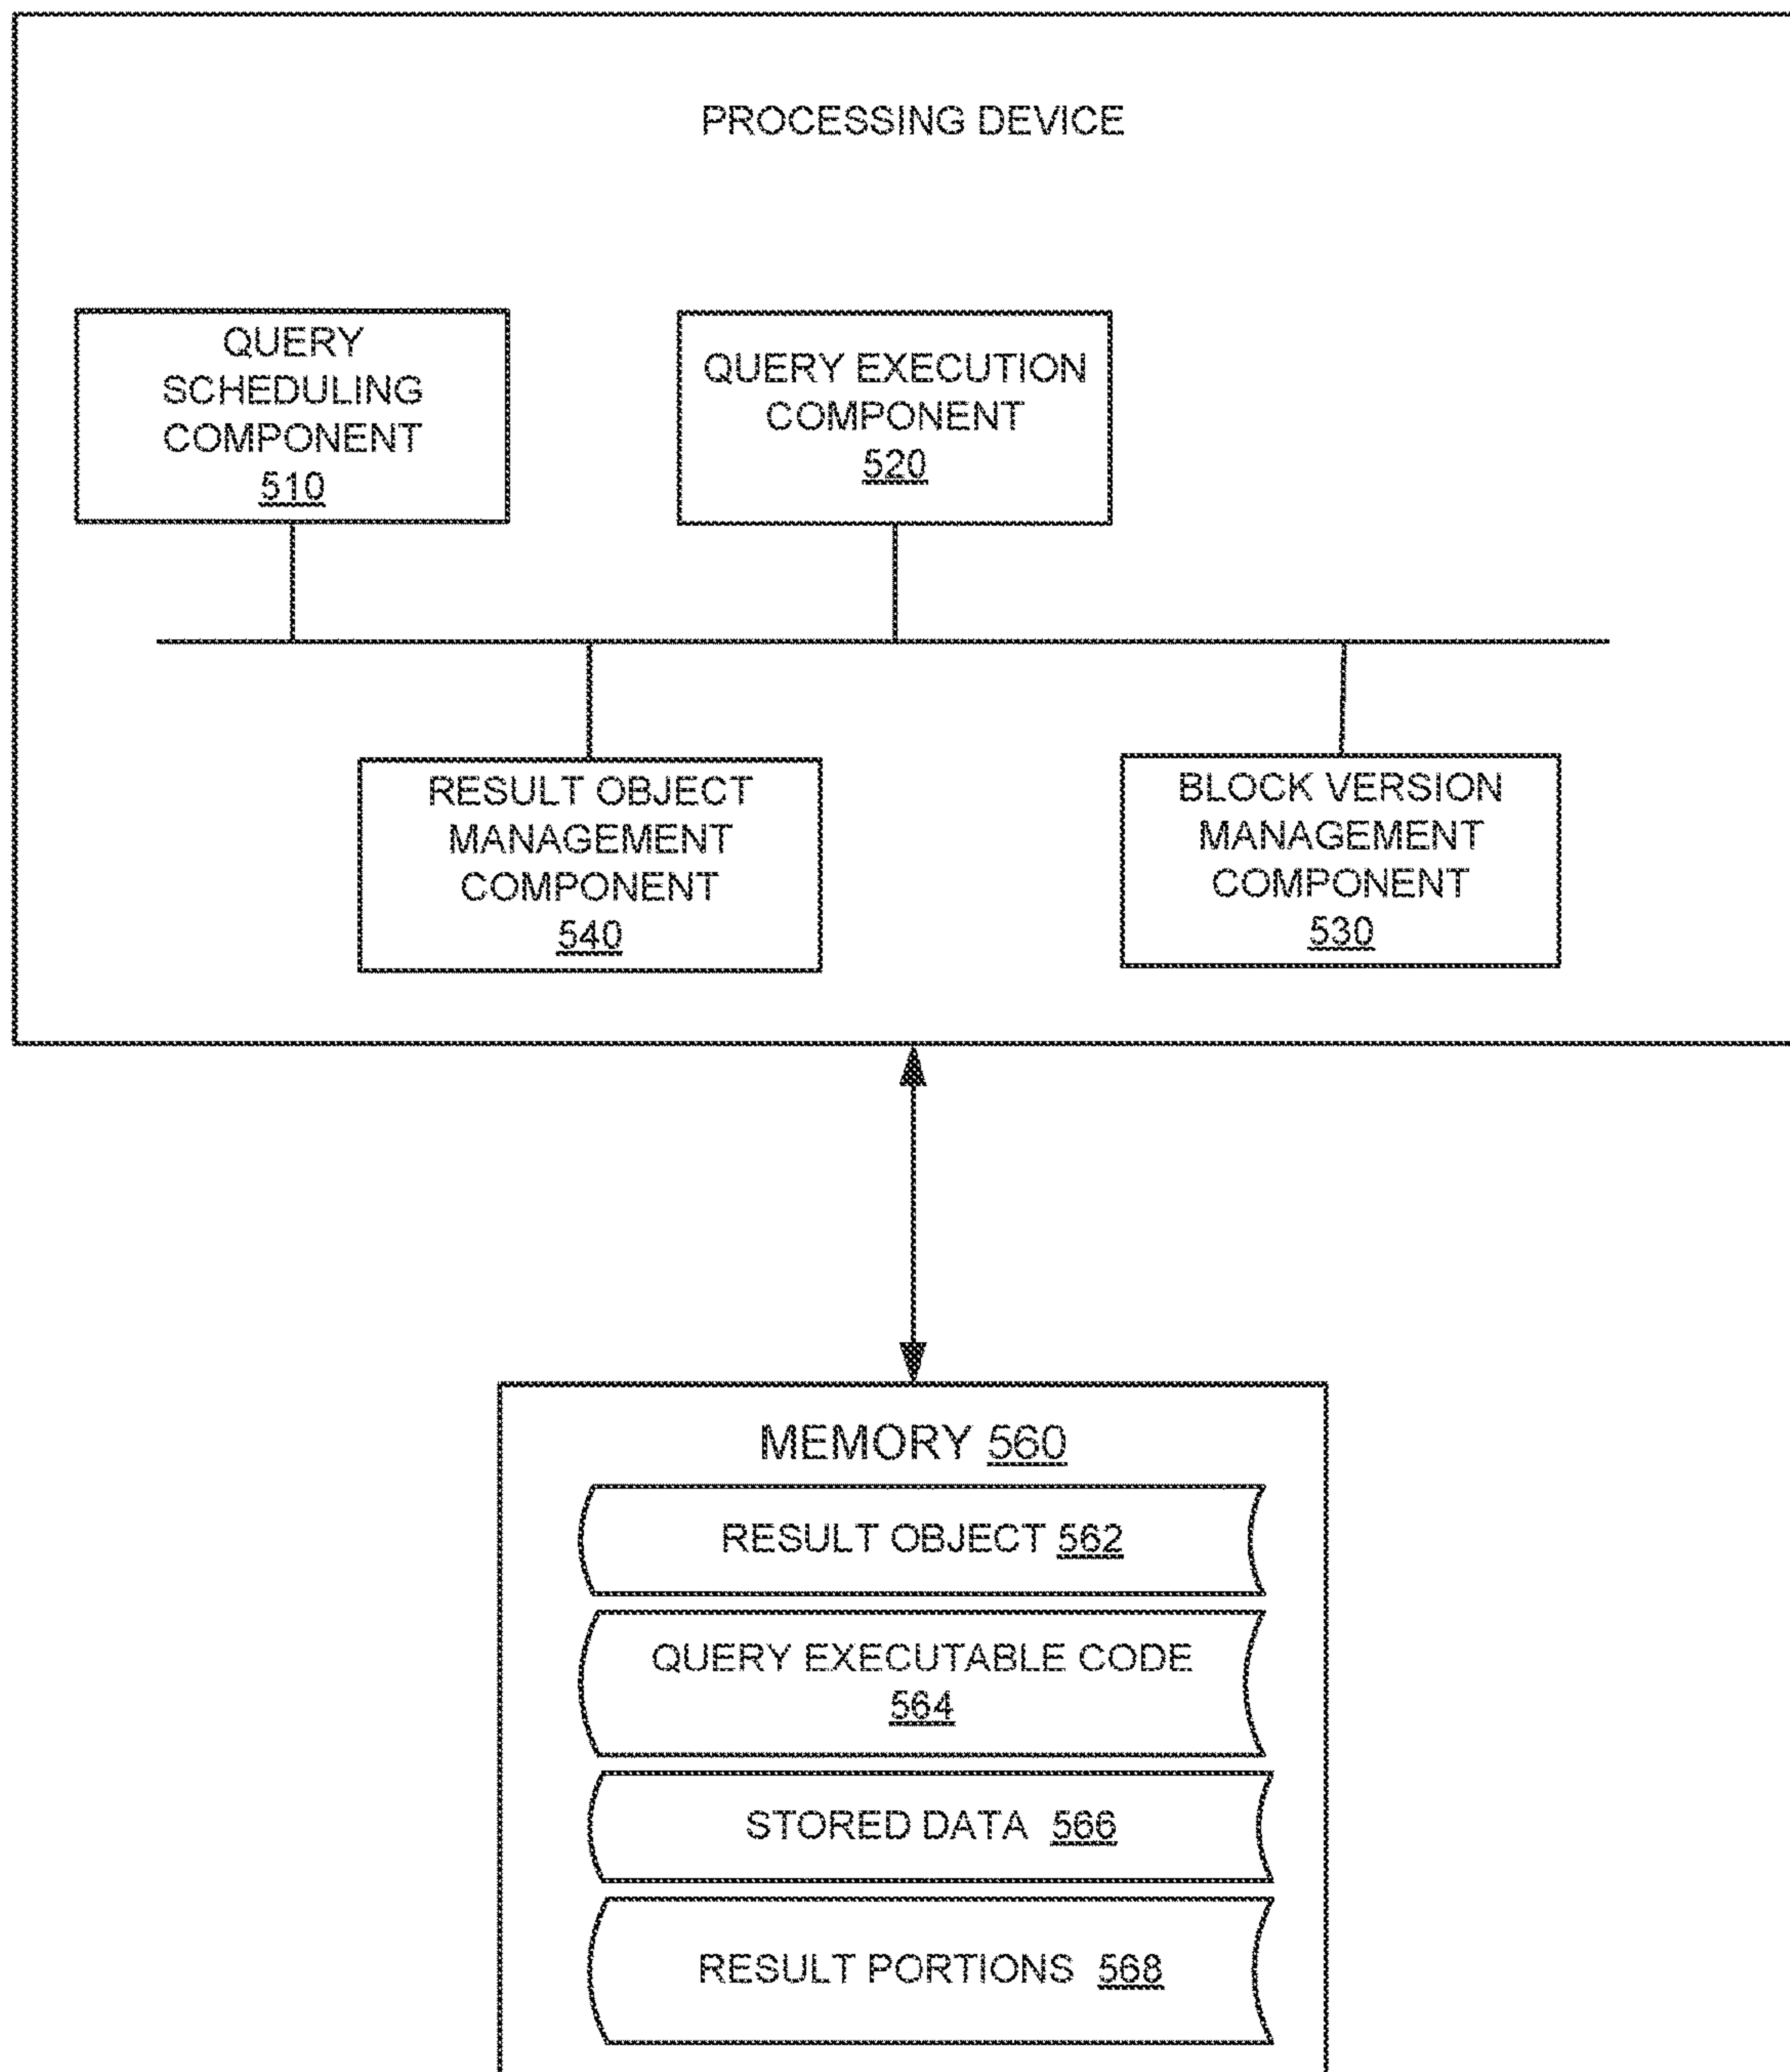 PROCESSING DEVICE
QUERY
SCHEDULING
COMPONENT
510
QUERY EXECUTION
COMPONENT
520
RESULT OBJECT
MANAGEMENT
COMPONENT
540
BLOCK VERSION
MANAGEMENT
COMPONENT
530
MEMORY 560
RESULT OBJECT 562
QUERY EXECUTABLE CODE
564
STORED DATA 566
RESULT PORTIONS 568